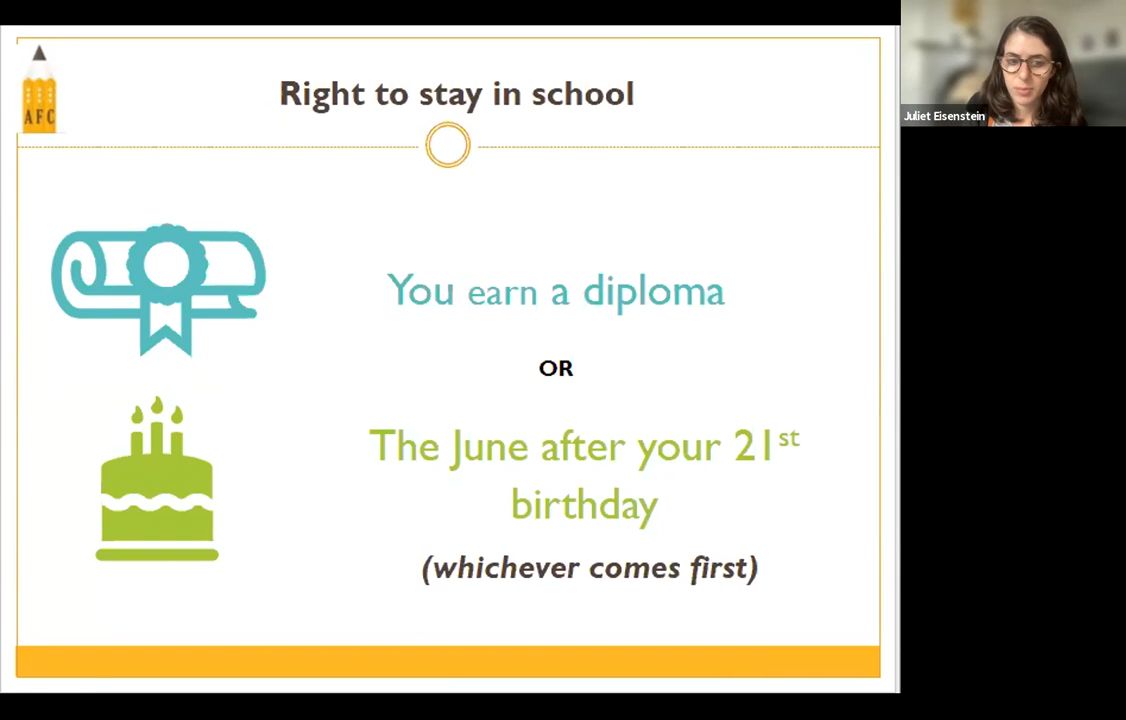 Right to stay in school
AFC
You earn a diploma
OR
The June after your 21st
birthday
(whichever comes first)
Juliet Eisenstein